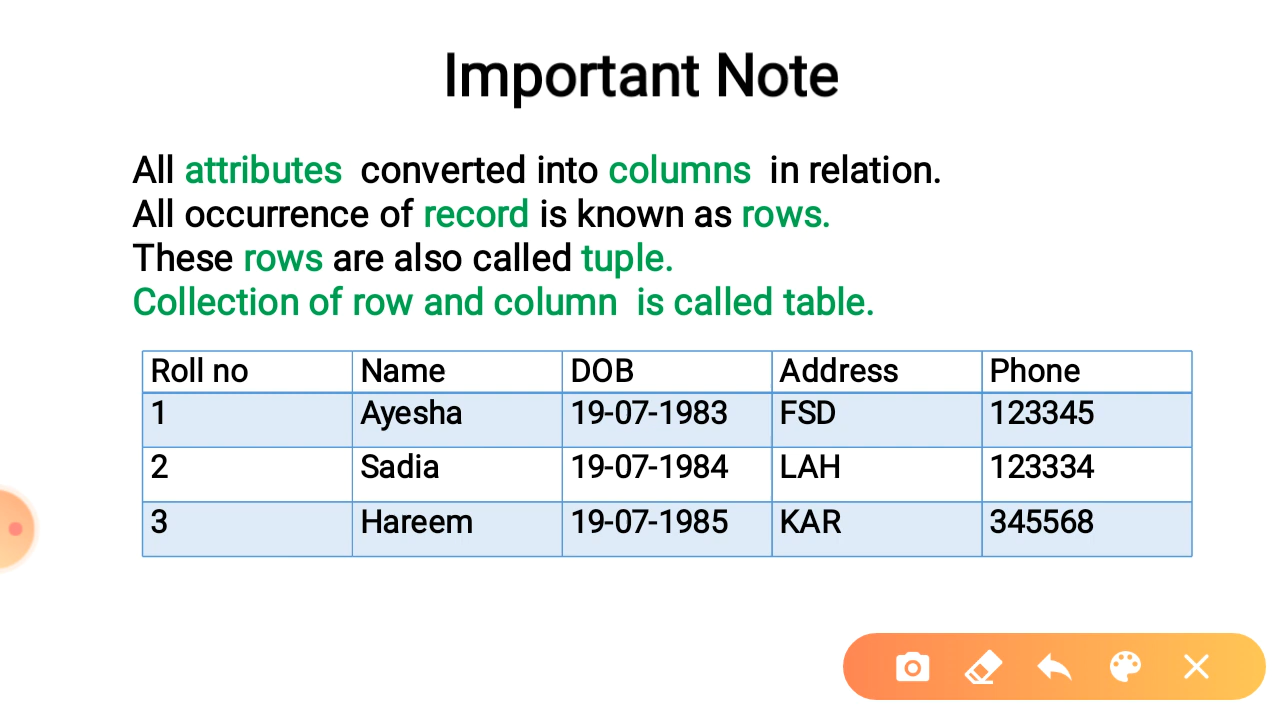 Important Note
All attributes converted into columns in relation.
All occurrence of record is known as rows.
These rows are also called tuple.
Collection of row and column is called table.
Roll no Name DOB Address Phone
1 Ayesha 19-07-1983 FSD 123345
2 Sadia 19-07-1984 LAH 123334
3 Hareem 19-07-1985 KAR 345568